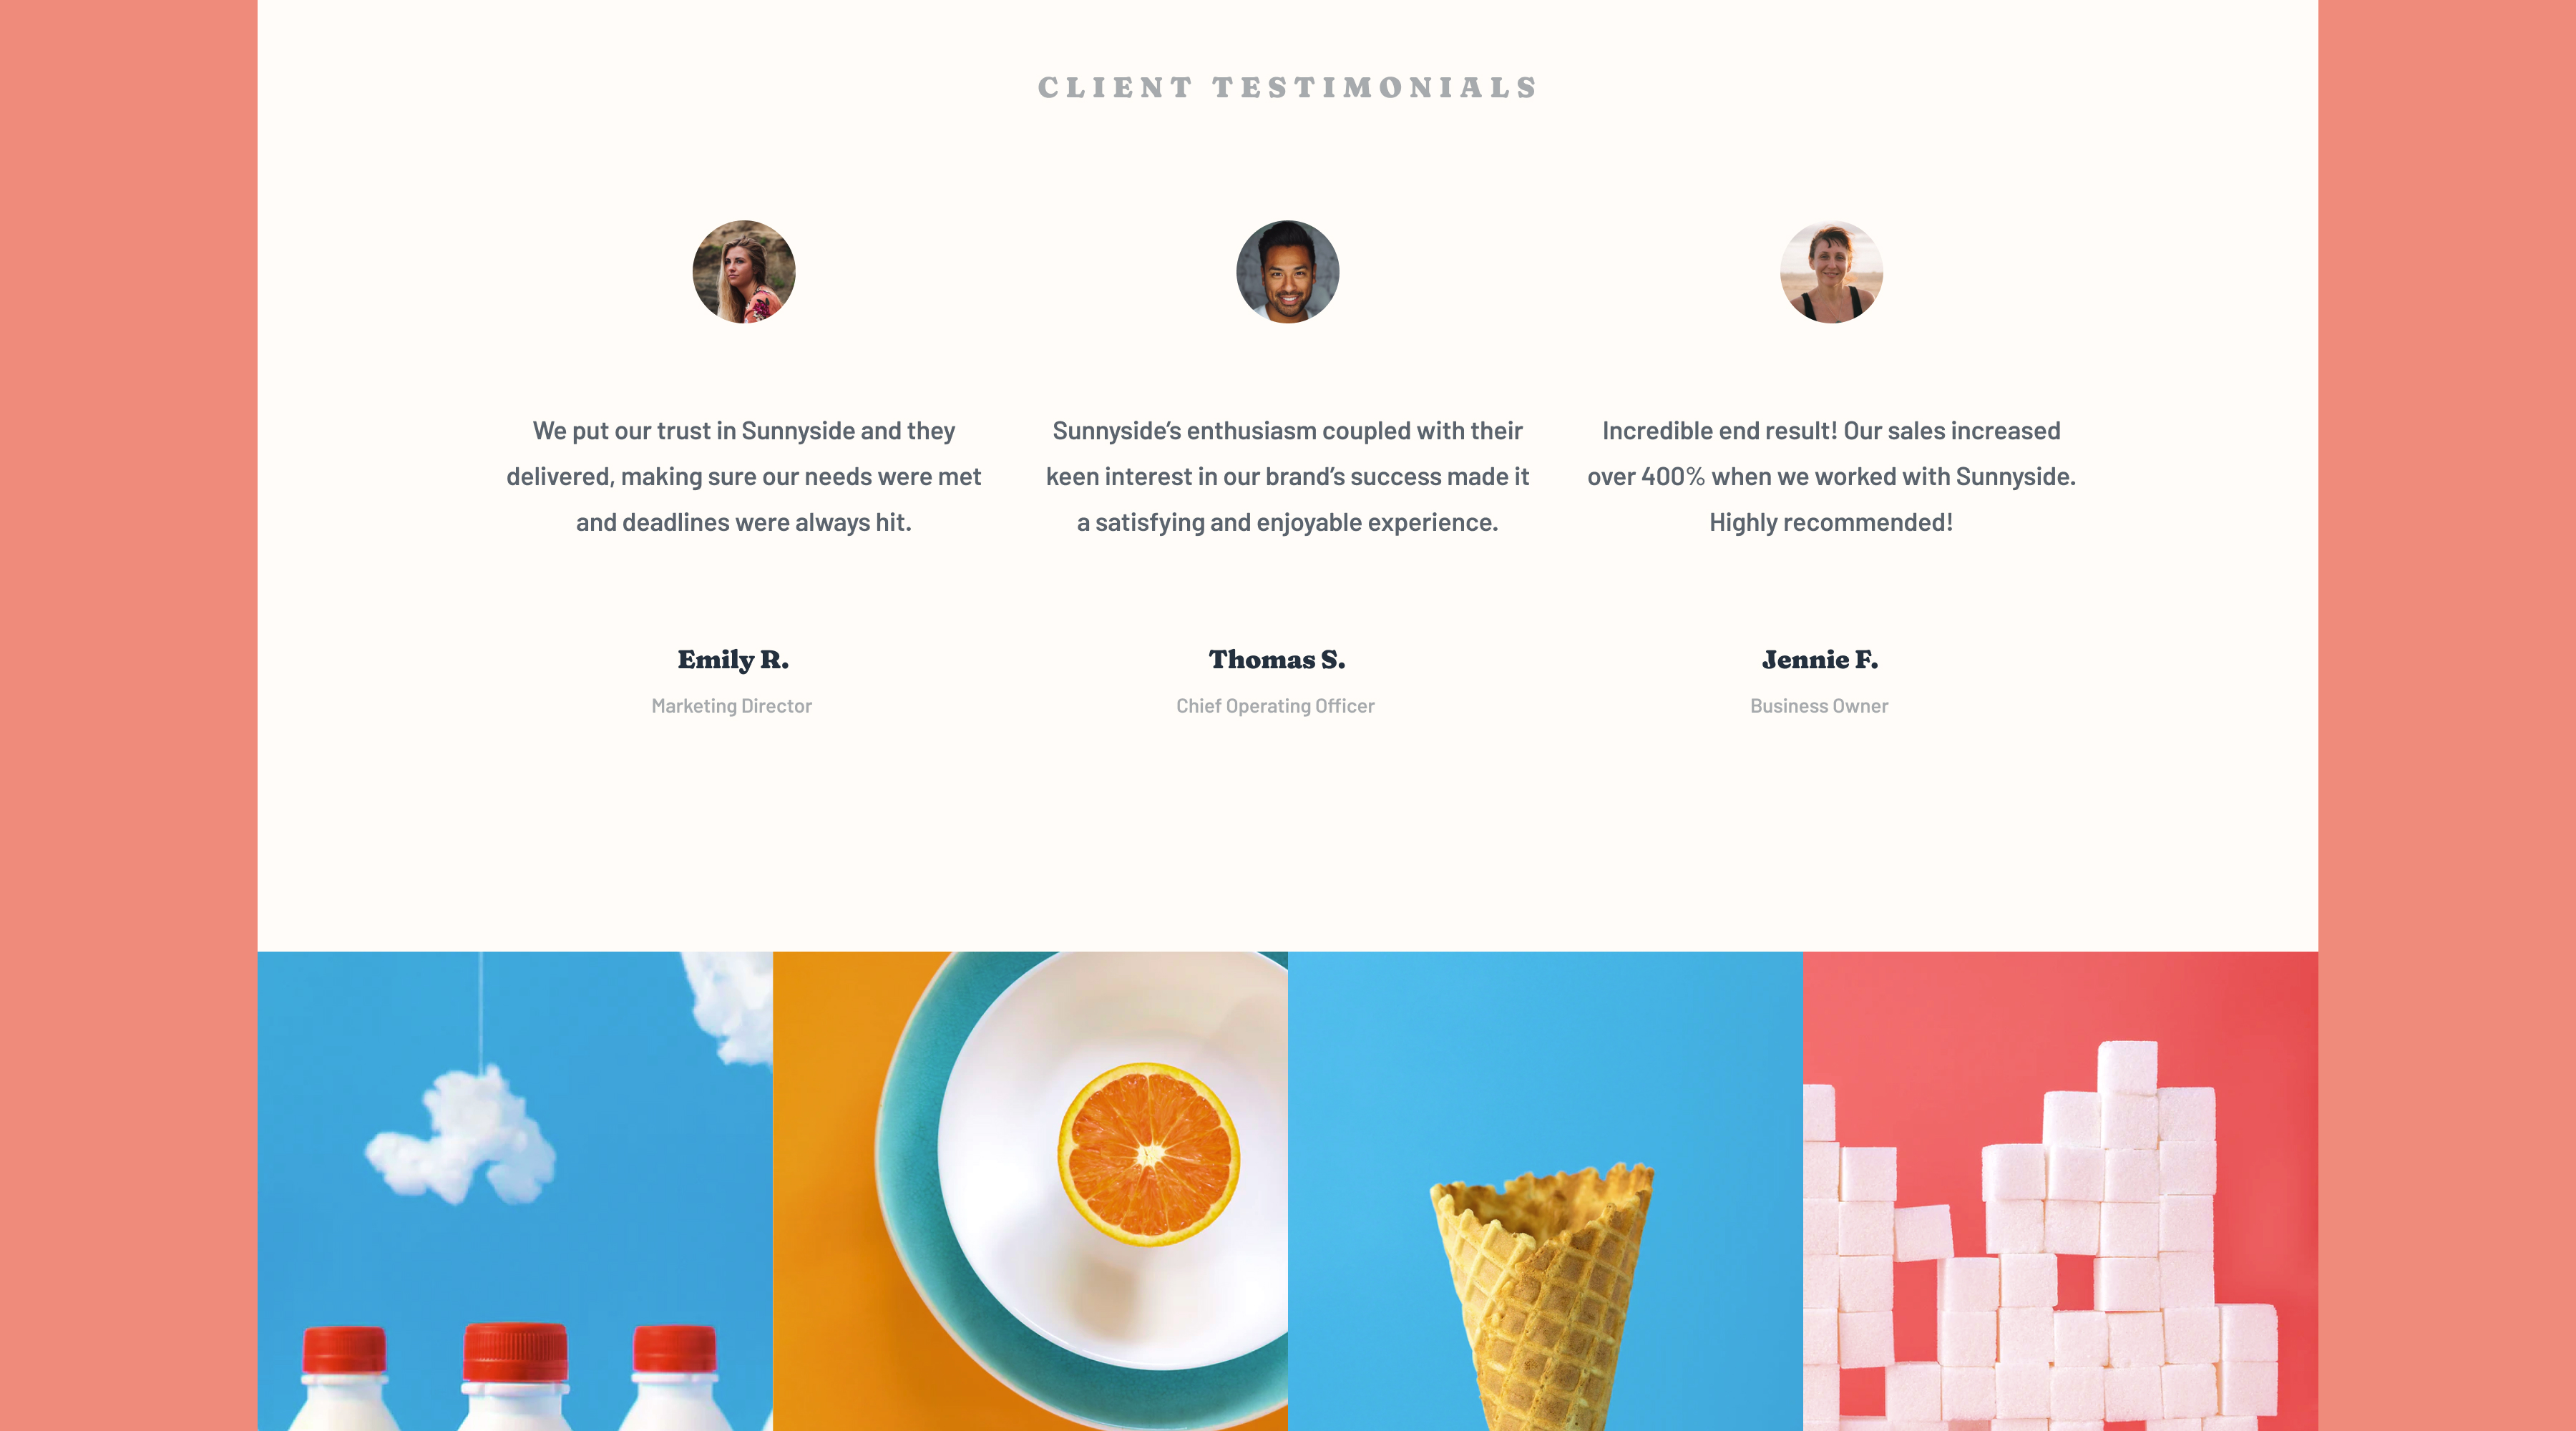 CLIENT TESTIMONIALS
We put our trust in Sunnyside and they
delivered, making sure our needs were met
and deadlines were always hit.
Emily R.
Marketing Director
Sunnyside’s enthusiasm coupled with their
keen interest in our brand’s success made it
a satisfying and enjoyable experience.
Thomas S.
Chief Operating Officer
Incredible end result! Our sales increased
over 400% when we worked with Sunnyside.
Highly recommended!
Jennie F.
Business Owner